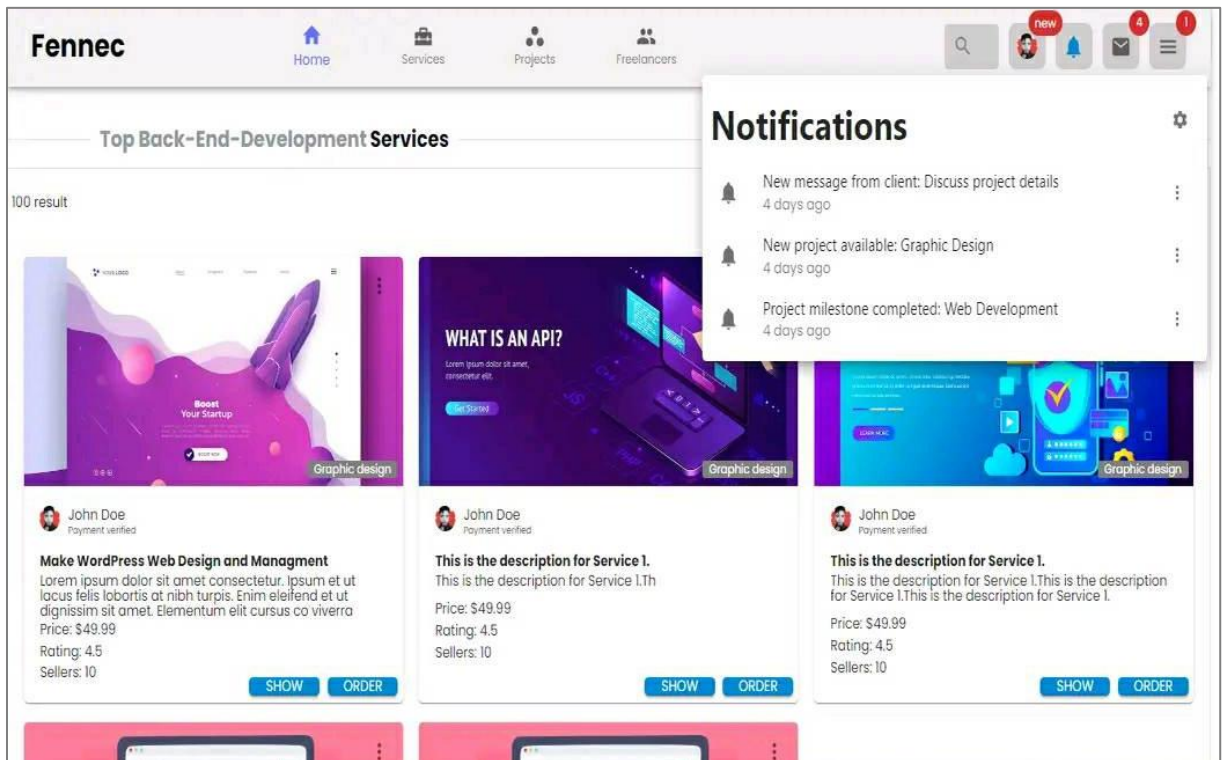 Fennec
Home
Services
Projects
Freelancers
new
4
1
Top Back-End-Development Services
100 result
Notifications
New message from client: Discuss project details
4 days ago
New project available: Graphic Design
4 days ago
Project milestone completed: Web Development
4 days ago
Boost
Your Startup
Graphic design
WHAT IS AN API?
Lorem ipsum dolor sit amet,
consectetur elit.
Get Started
Graphic design
LEARN MORE
Graphic design
John Doe
Payment verified
Make WordPress Web Design and Managment
Lorem ipsum dolor sit amet consectetur. Ipsum et ut
lacus felis lobortis at nibh turpis. Enim eleifend et ut
dignissim sit amet. Elementum elit cursus co viverra
Price: $49.99
Rating: 4.5
Sellers: 10
SHOW
ORDER
John Doe
Payment verified
This is the description for Service 1.
This is the description for Service 1.Th
Price: $49.99
Rating: 4.5
Sellers: 10
SHOW
ORDER
John Doe
Payment verified
This is the description for Service 1.
This is the description for Service 1.This is the description
for Service 1.This is the description for Service 1.
Price: $49.99
Rating: 4.5
Sellers: 10
SHOW
ORDER